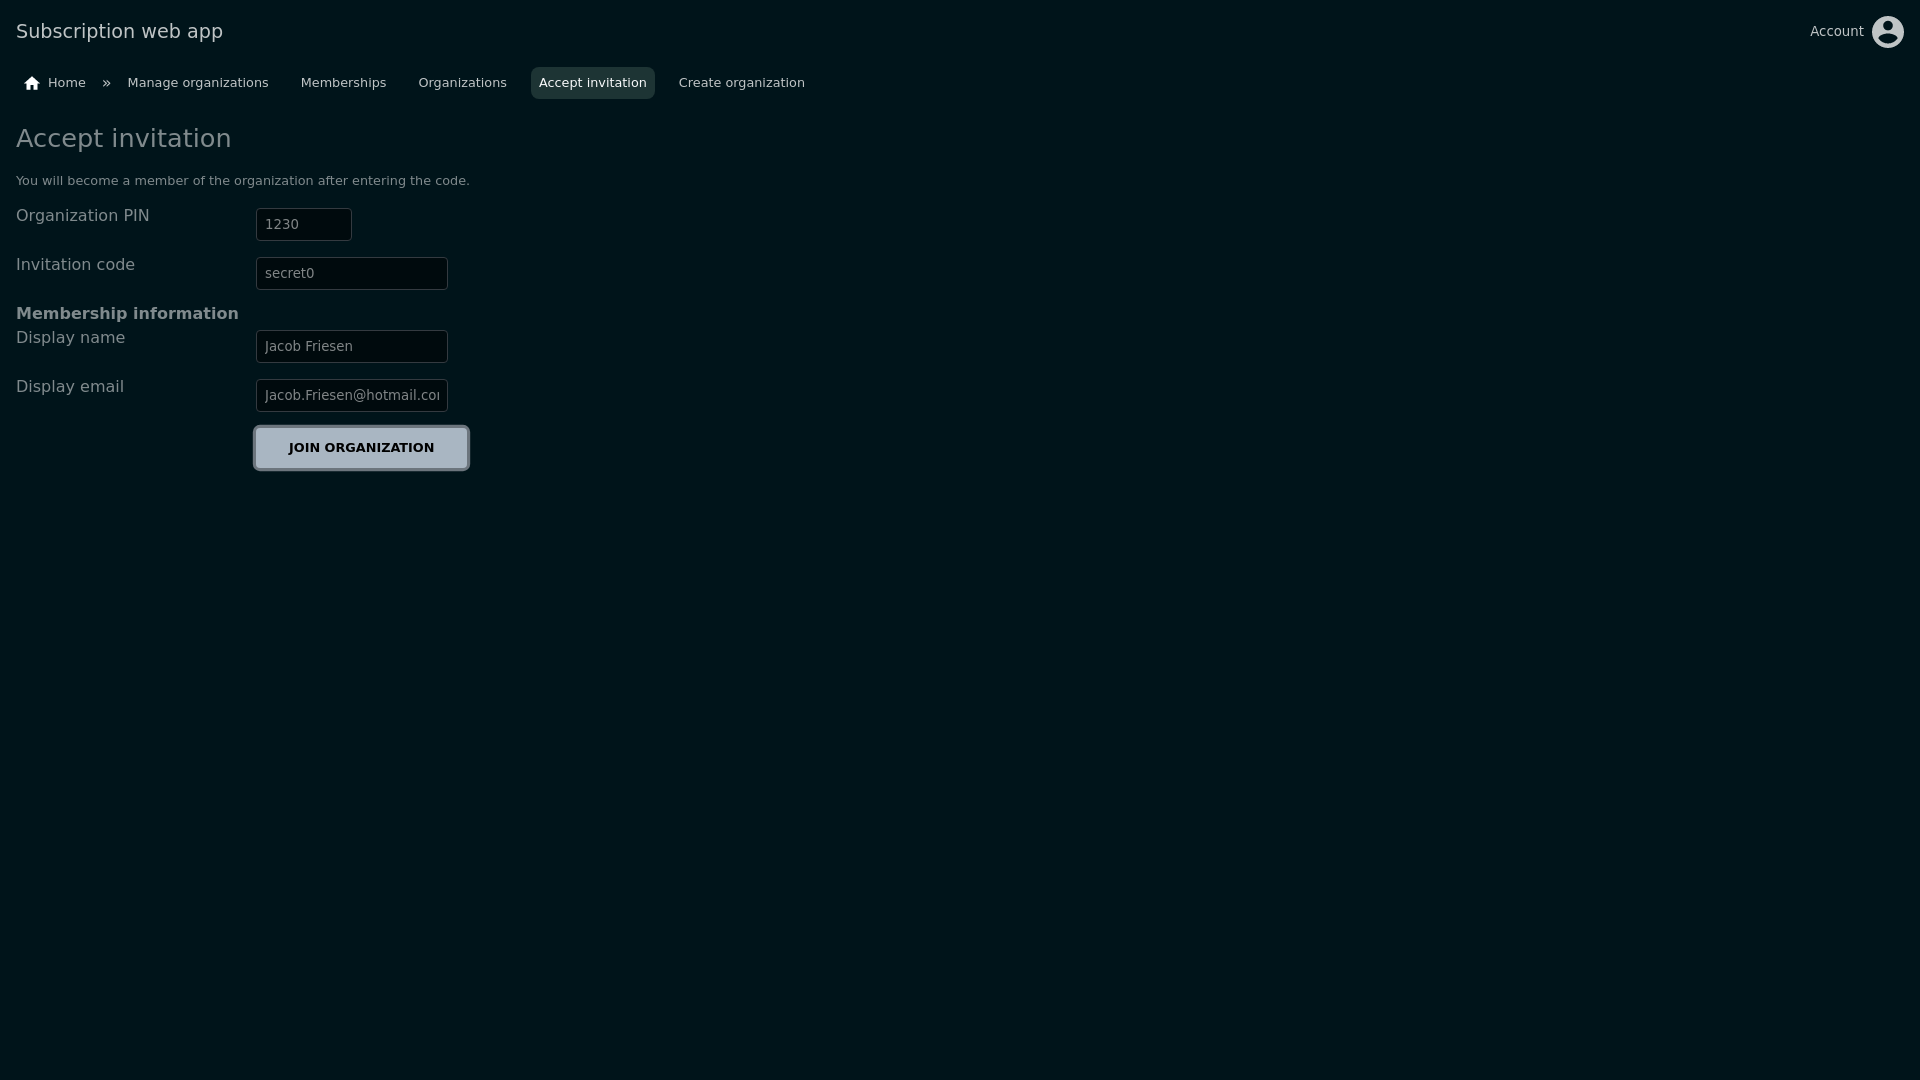 Subscription web app
Account
Home » Manage organizations Memberships Organizations Accept invitation Create organization
Accept invitation
You will become a member of the organization after entering the code.
Organization PIN 1230
Invitation code secret0
Membership information
Display name Jacob Friesen
Display email Jacob.Friesen@hotmail.co
JOIN ORGANIZATION